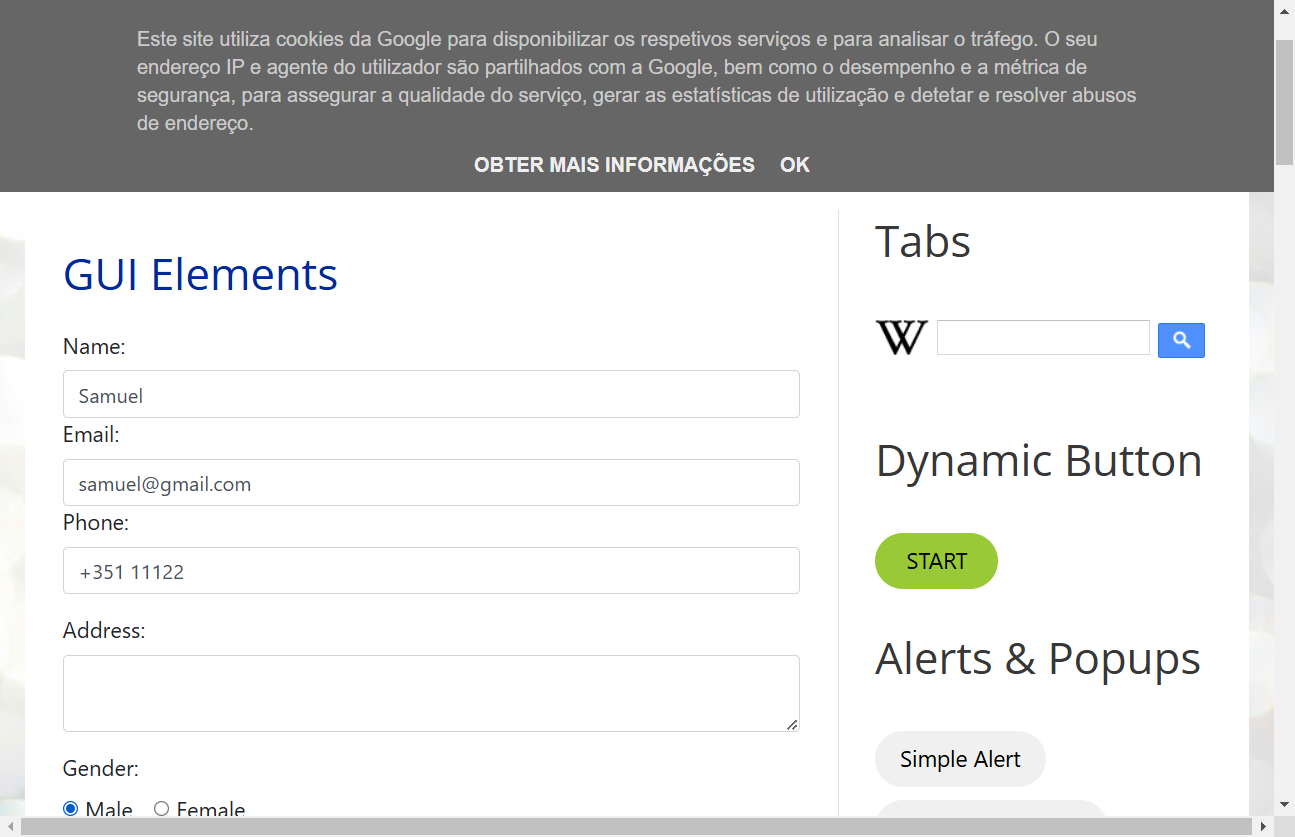 Este site utiliza cookies da Google para disponibilizar os respetivos serviços e para analisar o tráfego. O seu
endereço IP e agente do utilizador são partilhados com a Google, bem como o desempenho e a métrica de
segurança, para assegurar a qualidade do serviço, gerar as estatísticas de utilização e detetar e resolver abusos
de endereço.
OBTER MAIS INFORMAÇÕES OK
GUI Elements
Name:
Samuel
Email:
samuel@gmail.com
Phone:
+351 11122
Address:
Gender:
Male Female
Tabs
W
Dynamic Button
START
Alerts & Popups
Simple Alert